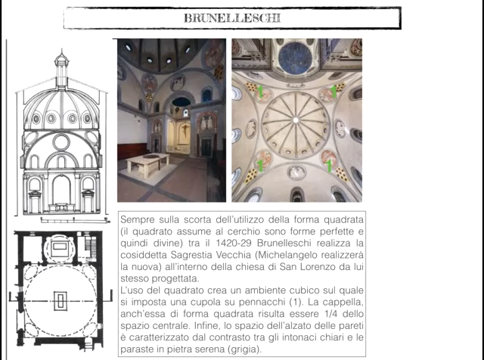 BRUNELLESCHI
Sempre sulla scorta dell'utilizzo della forma quadrata
(il quadrato assume al cerchio sono forme perfette e
quindi divine) tra il 1420-29 Brunelleschi realizza la
cosiddetta Sagrestia Vecchia (Michelangelo realizzerà
la nuova) all'interno della chiesa di San Lorenzo da lui
stesso progettata.
L'uso del quadrato crea un ambiente cubico sul quale
si imposta una cupola su pennacchi (1). La cappella,
anch'essa di forma quadrata risulta essere 1/4 dello
spazio centrale. Infine, lo spazio dell'alzato delle pareti
è caratterizzato dal contrasto tra gli intonaci chiari e le
paraste in pietra serena (grigia).